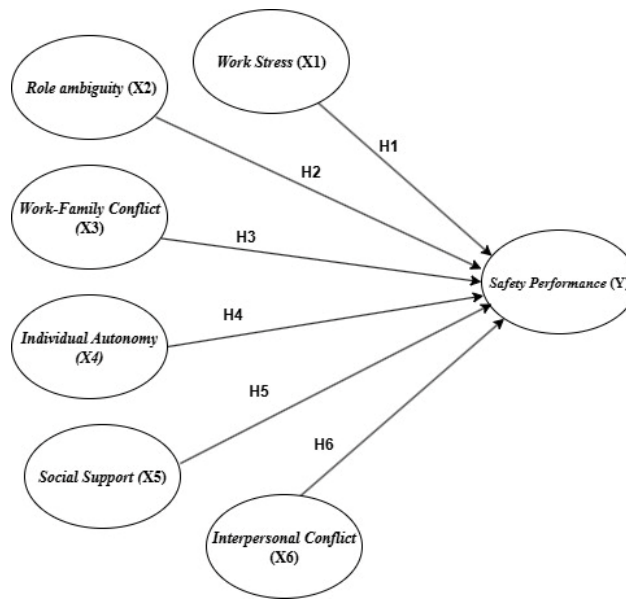 Work Stress (X1)
Role ambiguity (X2)
H1
H2
Work-Family Conflict
(X3)
H3
Safety Performance (Y)
H4
Individual Autonomy
(X4)
H5
Social Support (X5)
H6
Interpersonal Conflict
(X6)